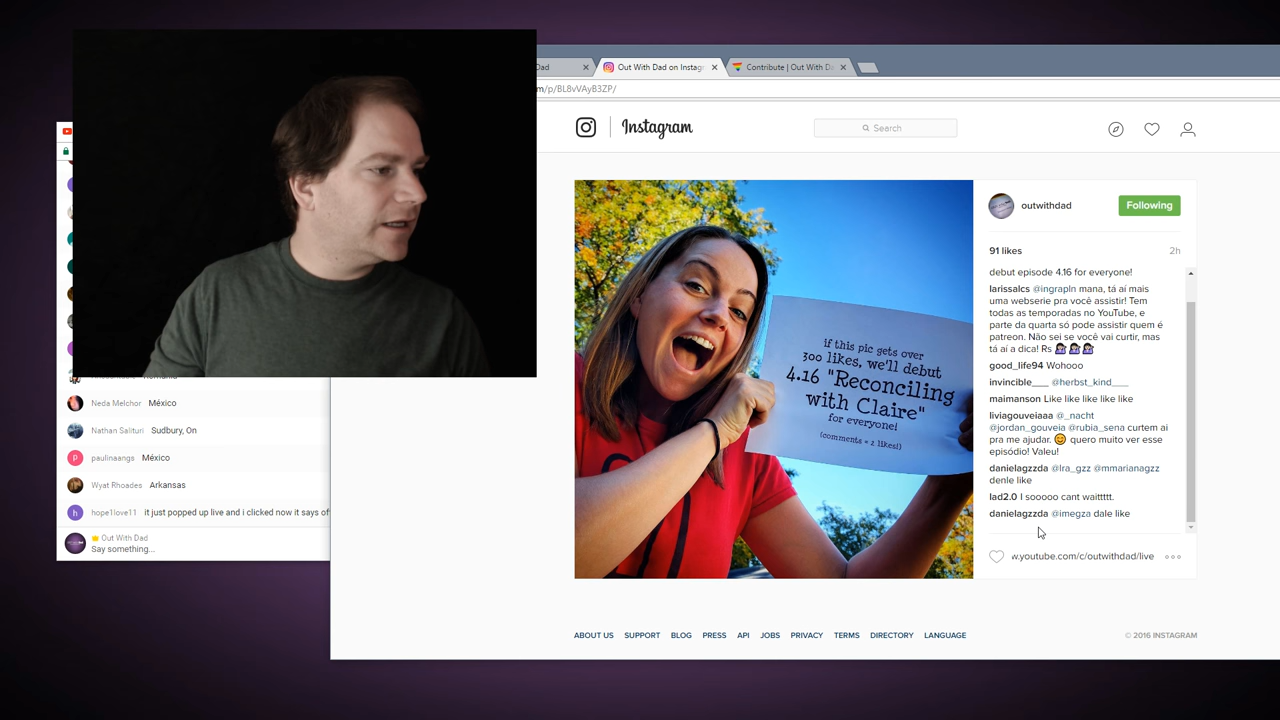 Dad
Out With Dad on Instag
Contribute | Out With Da
m/p/BL8vVAyB3ZP/
Instagram
Search
outwithdad
Following
91 likes
2h
debut episode 4.16 for everyone!
larissalcs @ingrapln mana, tá aí mais
uma webserie pra você assistir! Tem
todas as temporadas no YouTube, e
parte da quarta só pode assistir quem é
patreon. Não sei se você vai curtir, mas
tá aí a dica! Rs 🤷🏻‍♀️🤷🏻‍♀️🤷🏻‍♀️
good_life94 Wohooo
invincible___ @herbst_kind___
maimanson Like like like like like
liviagouveiaaa @_nacht
@jordan_gouveia @rubia_sena curtem ai
pra me ajudar. 😊 quero muito ver esse
episódio! Valeu!
danielagzzda @lra_gzz @mmarianagzz
denle like
lad2.0 I sooooo cant waittttt.
danielagzzda @imegza dale like
w.youtube.com/c/outwithdad/live
if this pic gets over
300 likes, we'll debut
4.16 "Reconciling
with Claire"
for everyone!
(comments = 2 likes!)
Neda Melchor México
Nathan Salituri Sudbury, On
paulinaangs México
Wyat Rhoades Arkansas
hope1love11 it just popped up live and i clicked now it says of
Out With Dad
Say something...
ABOUT US SUPPORT BLOG PRESS API JOBS PRIVACY TERMS DIRECTORY LANGUAGE
© 2016 INSTAGRAM